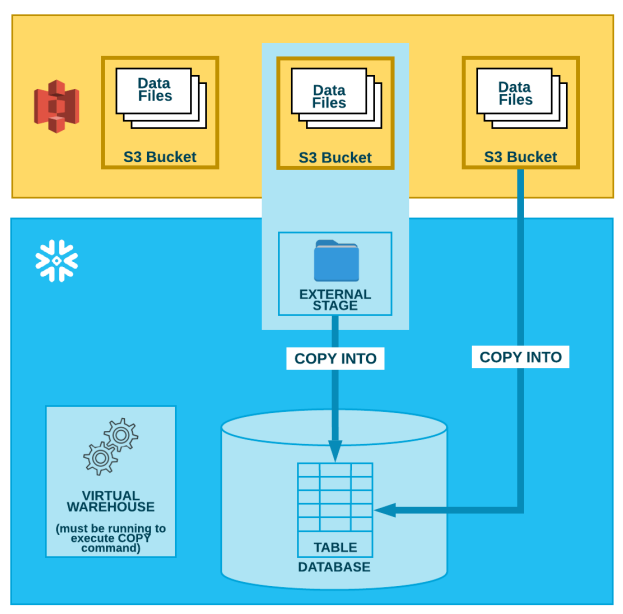 Data
Files
S3 Bucket
Data
Files
S3 Bucket
Data
Files
S3 Bucket
EXTERNAL
STAGE
COPY INTO
COPY INTO
VIRTUAL
WAREHOUSE
(must be running to
execute COPY
command)
TABLE
DATABASE